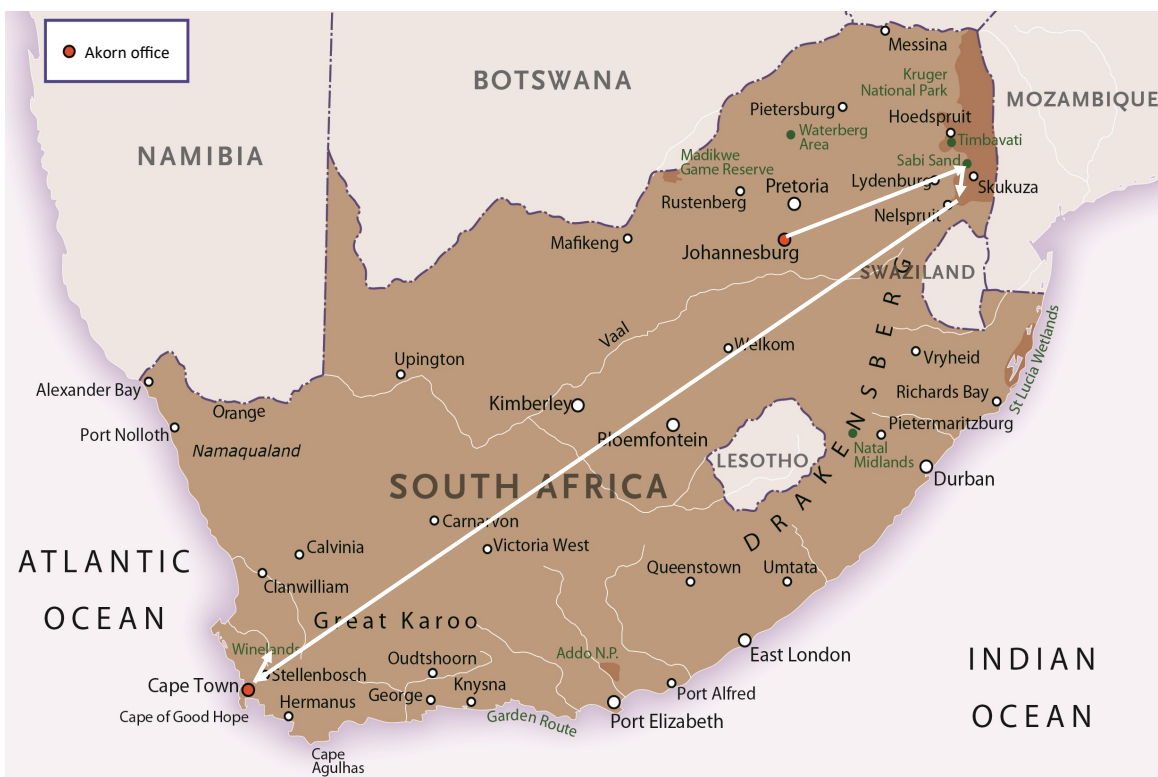 Akorn office
Messina
BOTSWANA
Kruger
National Park
MOZAMBIQUE
Pietersburg
Hoedspruit
Waterberg
Area
Timbavati
NAMIBIA
Madikwe
Game Reserve
Sabi Sand
Lydenburg
Skukuza
Pretoria
Rustenberg
Nelspruit
Mafikeng
Johannesburg
SWAZILAND
Vaal
Welkom
Vryheid
St Lucia Wetlands
Upington
Alexander Bay
Richards Bay
Orange
Kimberley
Port Nolloth
Pietermaritzburg
Namaqualand
Bloemfontein
Natal
Midlands
LESOTHO
DRAKENSBERG
Durban
SOUTH AFRICA
Carnarvon
Calvinia
Victoria West
ATLANTIC
OCEAN
Clanwilliam
Queenstown
Umtata
Great Karoo
Winelands
Oudtshoorn
Addo N.P.
East London
INDIAN
OCEAN
Stellenbosch
Cape Town
George
Knysna
Port Alfred
Hermanus
Cape of Good Hope
Garden Route
Port Elizabeth
Cape
Agulhas